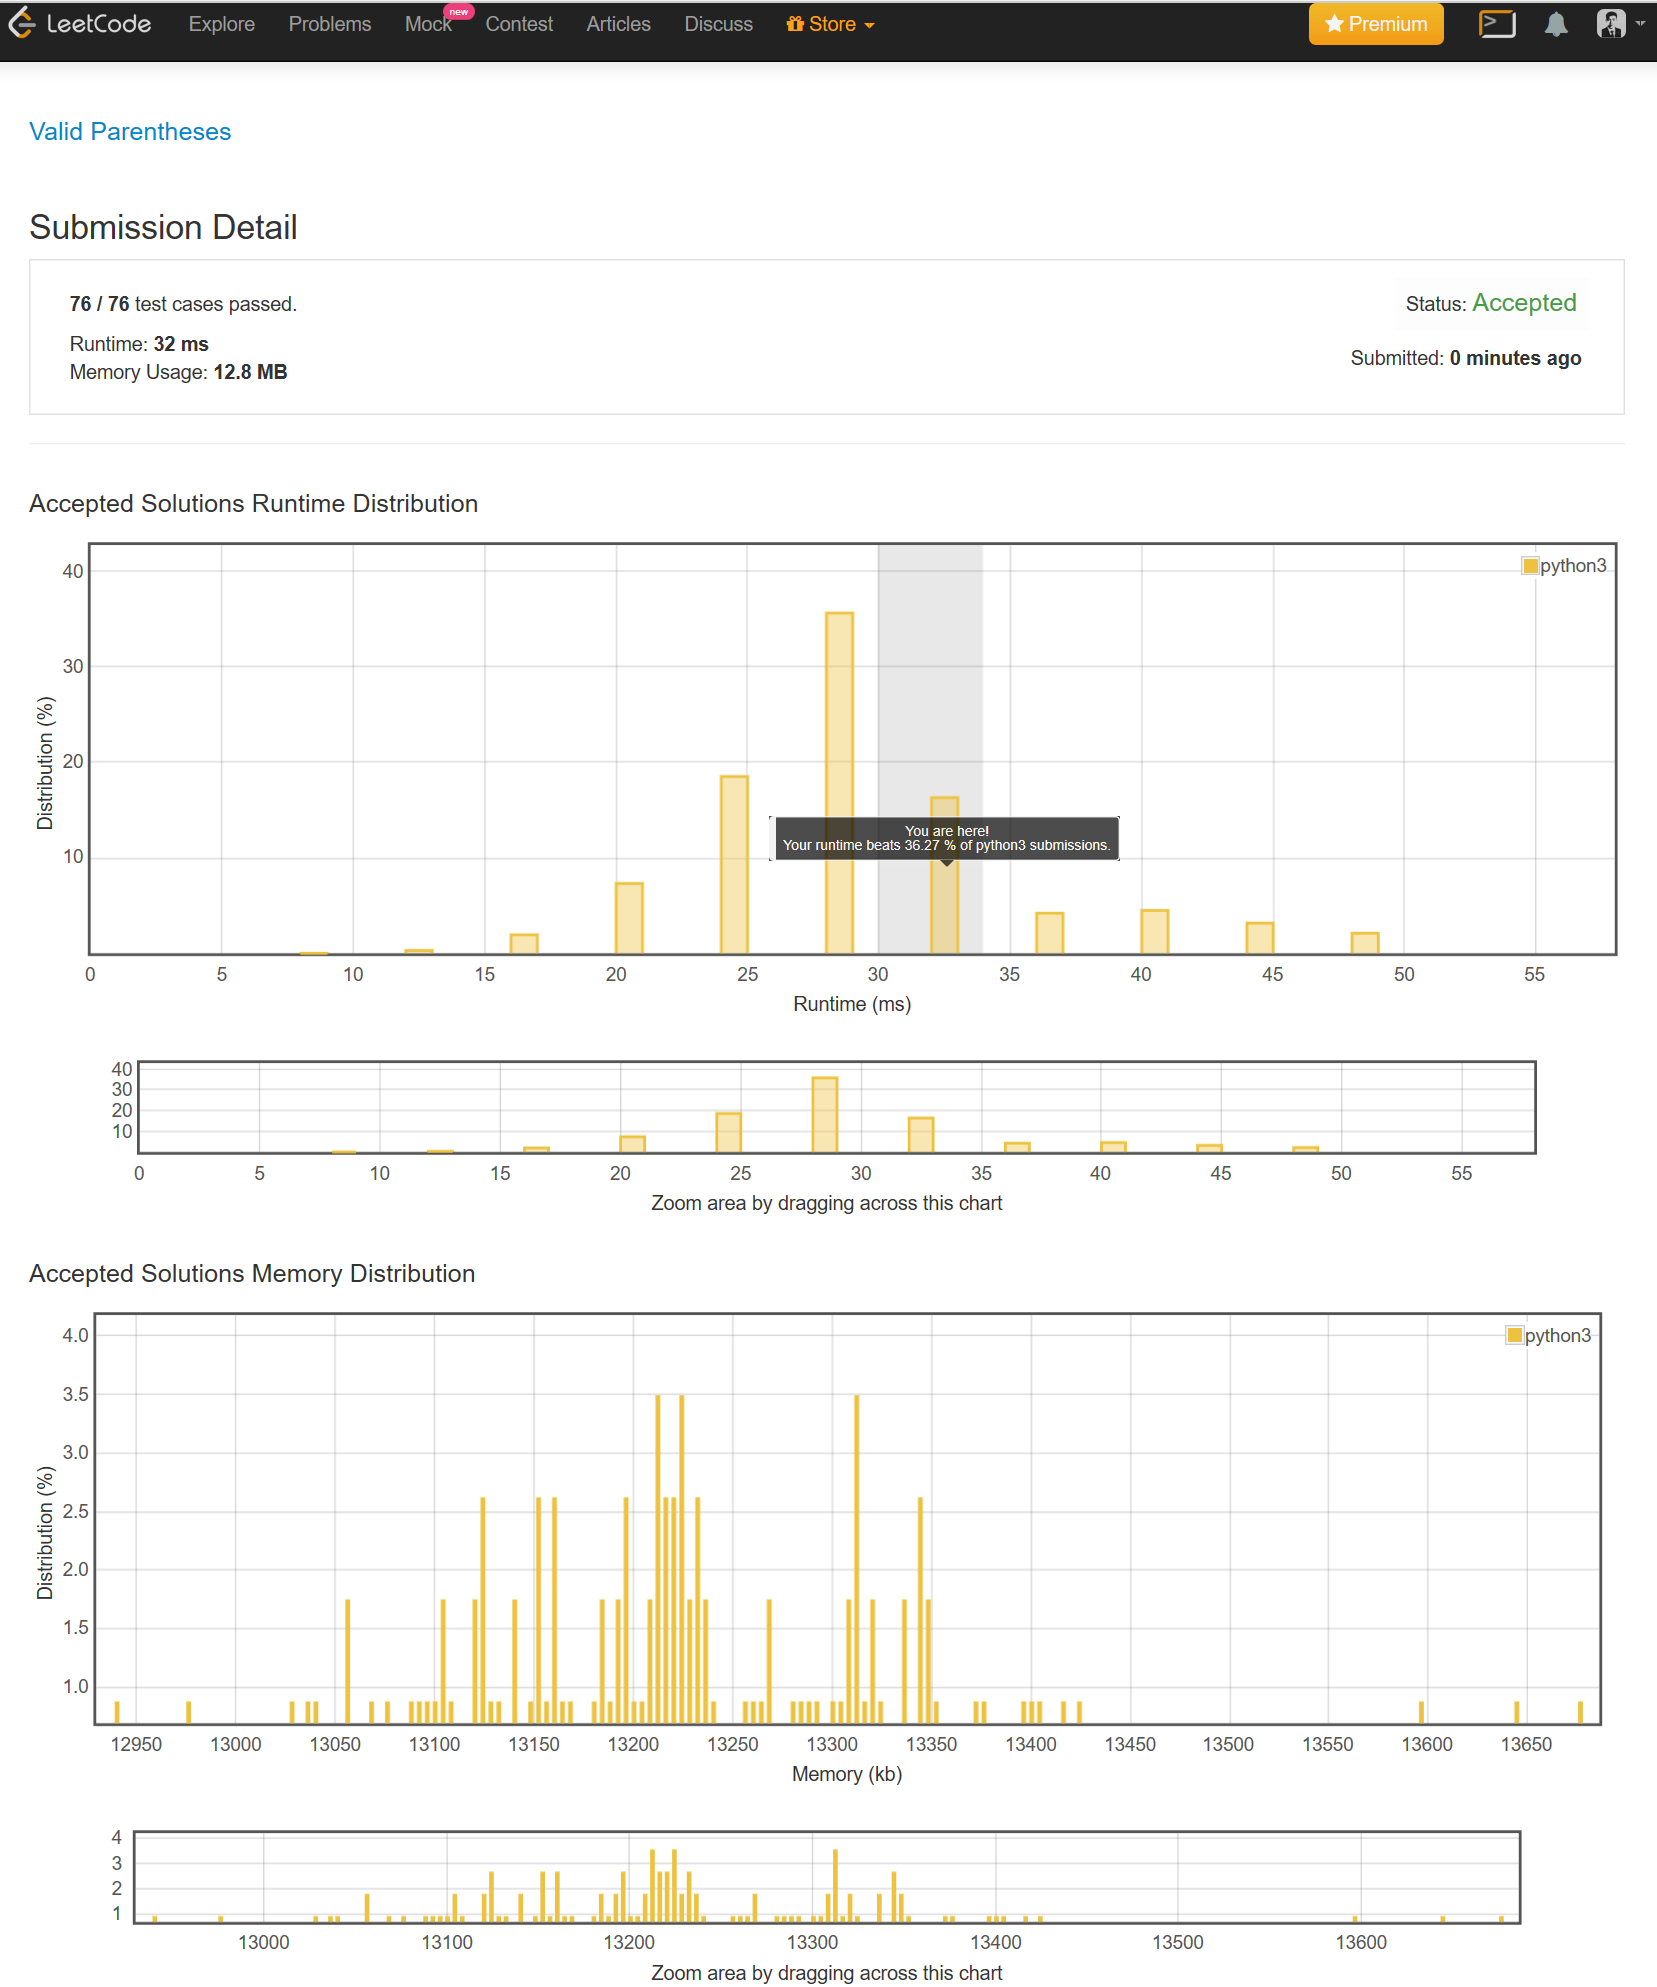 LeetCode Explore Problems Mock new Contest Articles Discuss Store Premium
Valid Parentheses
Submission Detail
76 / 76 test cases passed.
Status: Accepted
Runtime: 32 ms
Submitted: 0 minutes ago
Memory Usage: 12.8 MB
Accepted Solutions Runtime Distribution
python3
40
30
20
10
Distribution (%)
You are here!
Your runtime beats 36.27 % of python3 submissions.
0 5 10 15 20 25 30 35 40 45 50 55
Runtime (ms)
40
30
20
10
0 5 10 15 20 25 30 35 40 45 50 55
Zoom area by dragging across this chart
Accepted Solutions Memory Distribution
python3
4.0
3.5
3.0
2.5
2.0
1.5
1.0
Distribution (%)
12950 13000 13050 13100 13150 13200 13250 13300 13350 13400 13450 13500 13550 13600 13650
Memory (kb)
4
3
2
1
13000 13100 13200 13300 13400 13500 13600
Zoom area by dragging across this chart